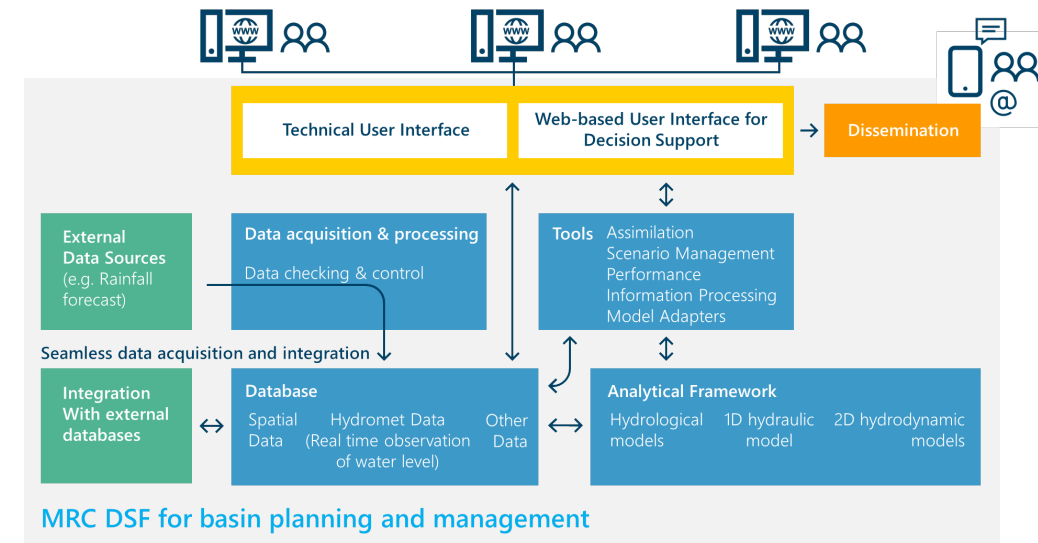 www
www
www
@
Technical User Interface
Web-based User Interface for
Decision Support
Dissemination
External
Data Sources
(e.g. Rainfall
forecast)
Data acquisition & processing
Data checking & control
Tools
Assimilation
Scenario Management
Performance
Information Processing
Model Adapters
Seamless data acquisition and integration
Integration
With external
databases
Database
Spatial
Data
Hydromet Data
(Real time observation
of water level)
Other
Data
Analytical Framework
Hydrological
models
1D hydraulic
model
2D hydrodynamic
models
MRC DSF for basin planning and management